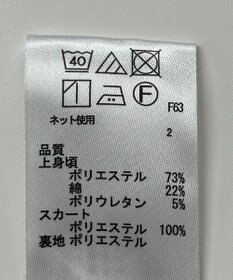 40
F F63
ネット使用
2
品質
上身頃
ポリエステル 73%
綿 22%
ポリウレタン 5%
スカート
ポリエステル 100%
裏地 ポリエステル